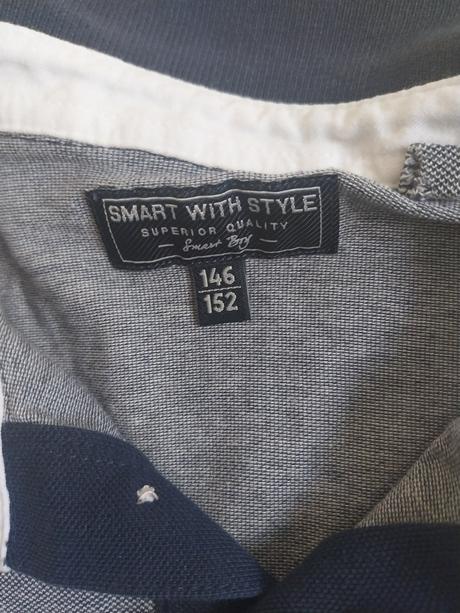 SMART WITH STYLE
SUPERIOR QUALITY
Smart Boy
146
152